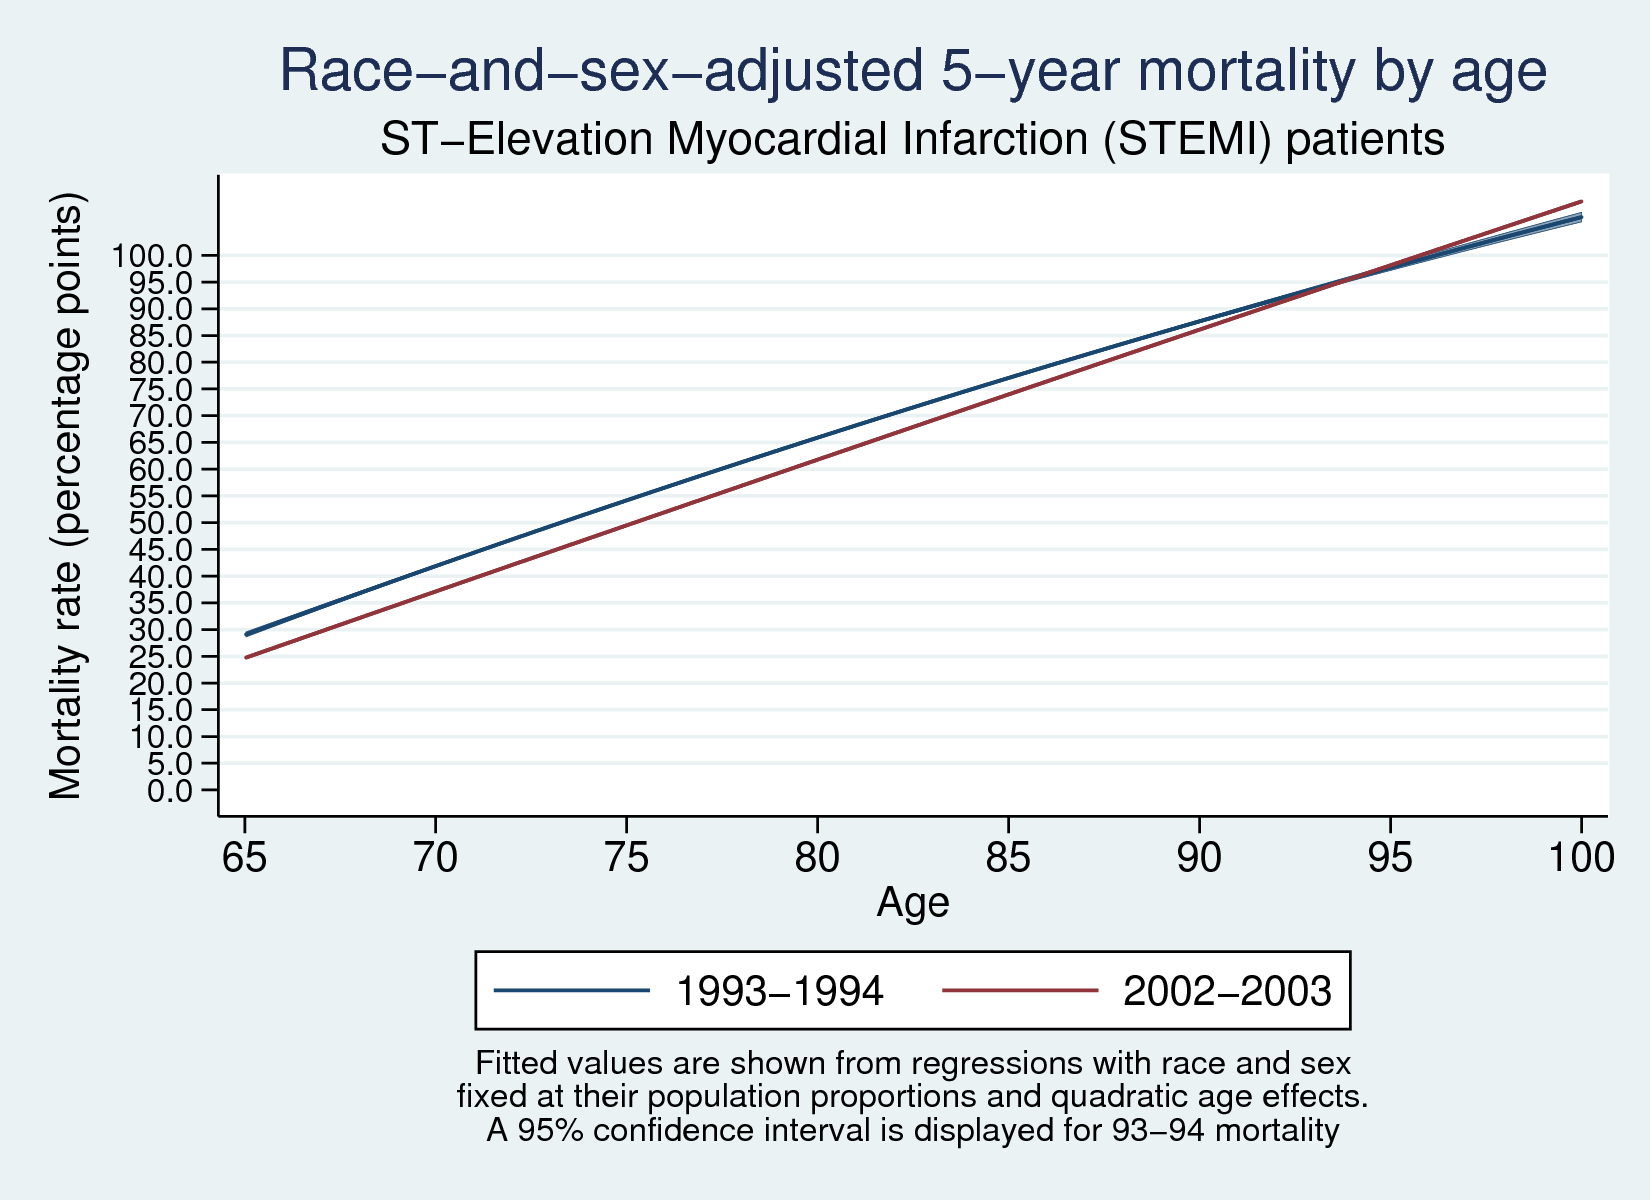 Race–and–sex–adjusted 5–year mortality by age
ST–Elevation Myocardial Infarction (STEMI) patients
Mortality rate (percentage points)
100.0
95.0
90.0
85.0
80.0
75.0
70.0
65.0
60.0
55.0
50.0
45.0
40.0
35.0
30.0
25.0
20.0
15.0
10.0
5.0
0.0
65 70 75 80 85 90 95 100
Age
1993–1994 2002–2003
Fitted values are shown from regressions with race and sex
fixed at their population proportions and quadratic age effects.
A 95% confidence interval is displayed for 93–94 mortality